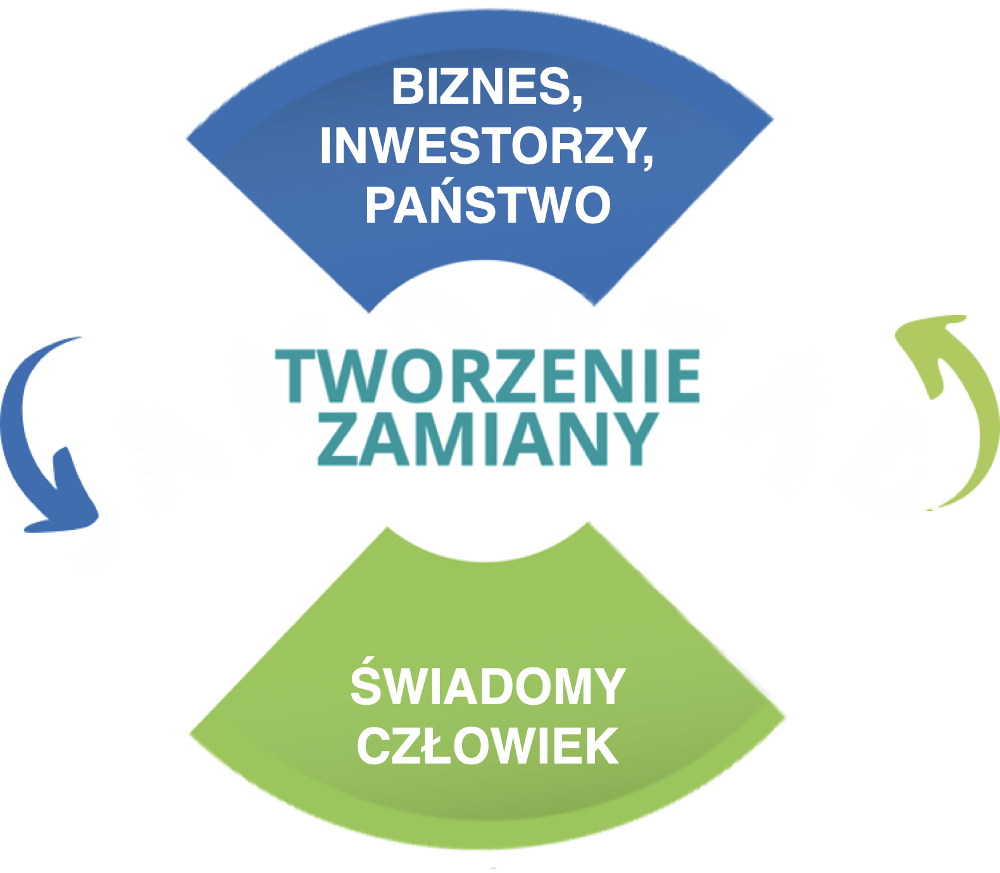 BIZNES,
INWESTORZY,
PAŃSTWO
TWORZENIE
ZAMIANY
ŚWIADOMY
CZŁOWIEK